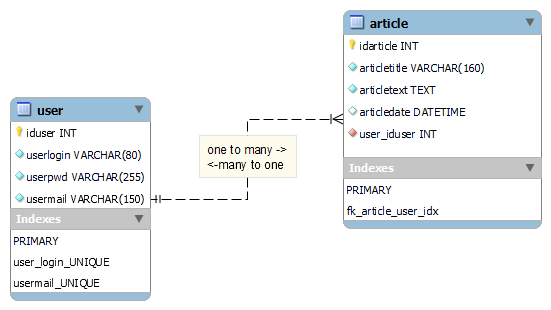 user
iduser INT
userlogin VARCHAR(80)
userpwd VARCHAR(255)
usermail VARCHAR(150)
Indexes
PRIMARY
user_login_UNIQUE
usermail_UNIQUE
one to many ->
<-many to one
article
idarticle INT
articletitle VARCHAR(160)
articletext TEXT
articledate DATETIME
user_iduser INT
Indexes
PRIMARY
fk_article_user_idx